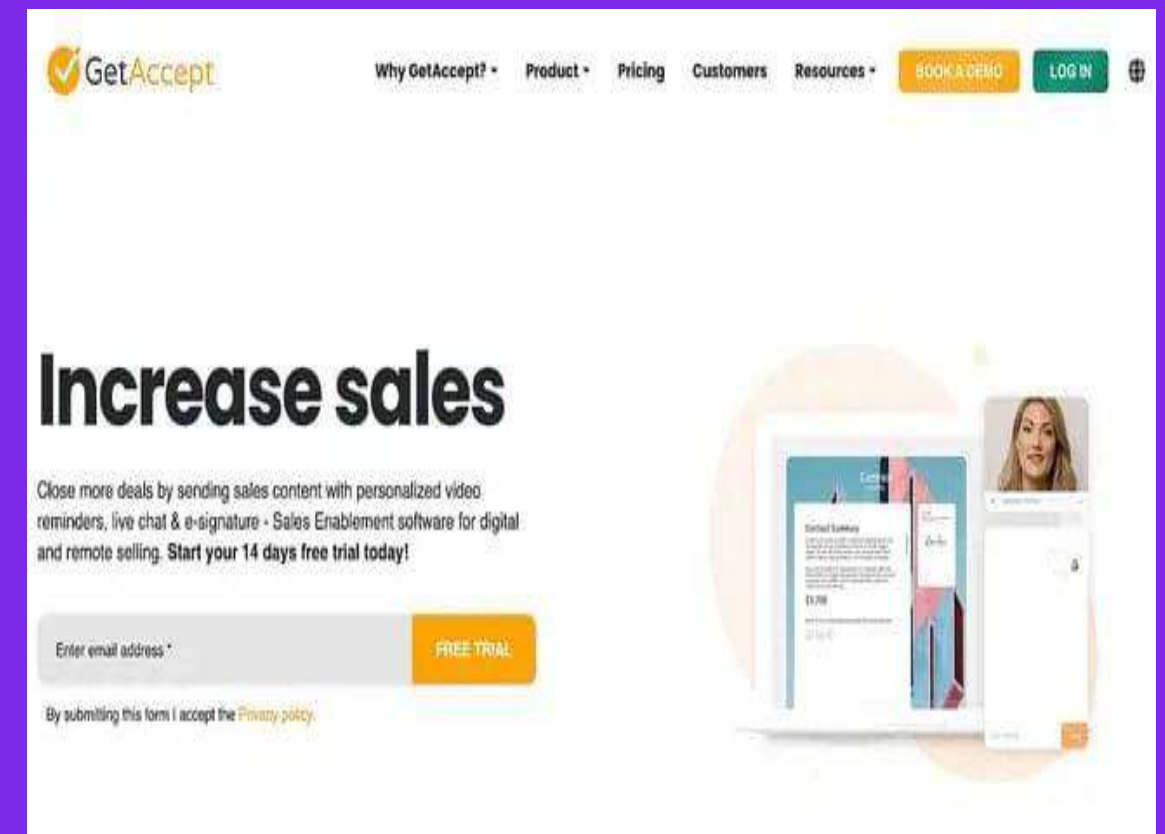 GetAccept
Why GetAccept?
Product
Pricing
Customers
Resources
BOOK A DEMO
LOG IN
Increase sales
Close more deals by sending sales content with personalized video
reminders, live chat & e-signature - Sales Enablement software for digital
and remote selling. Start your 14 days free trial today!
Enter email address *
FREE TRIAL
By submitting this form I accept the Privacy policy.
Contract Summary